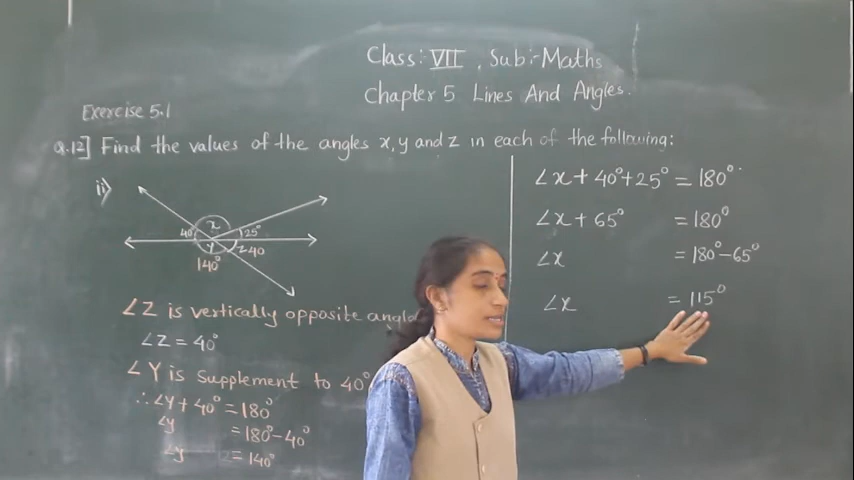 Class: VII, Sub:- Maths
Chapter 5 Lines And Angles.
Exercise 5.1
Q.12] Find the values of the angles x, y and z in each of the following:
ii)
x
40°
25°
y
z 40
140°
∠Z is vertically opposite angle
∠Z = 40°
∠Y is supplement to 40°
∴ ∠y + 40° = 180°
∠y = 180° - 40°
∠y = 140°
∠x + 40° + 25° = 180°
∠x + 65° = 180°
∠x = 180° - 65°
∠x = 115°